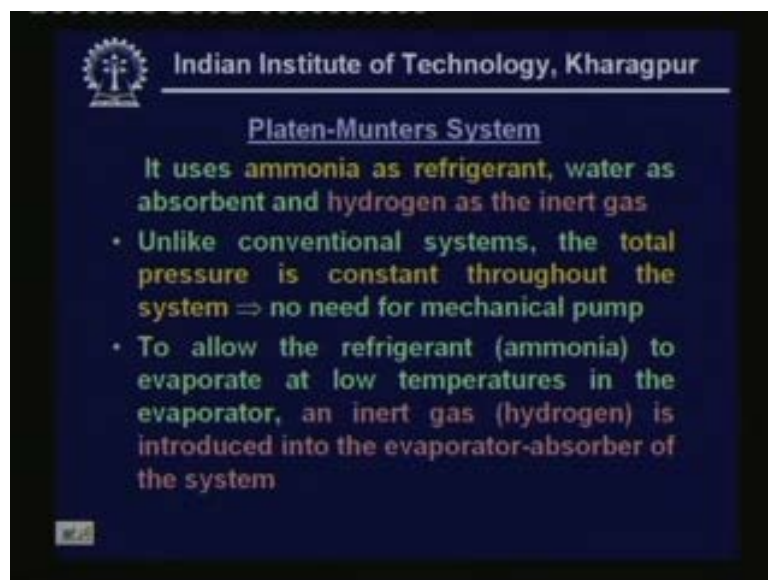 Indian Institute of Technology, Kharagpur
Platen-Munters System
It uses ammonia as refrigerant, water as
absorbent and hydrogen as the inert gas
• Unlike conventional systems, the total
pressure is constant throughout the
system ⇒ no need for mechanical pump
• To allow the refrigerant (ammonia) to
evaporate at low temperatures in the
evaporator, an inert gas (hydrogen) is
introduced into the evaporator-absorber of
the system